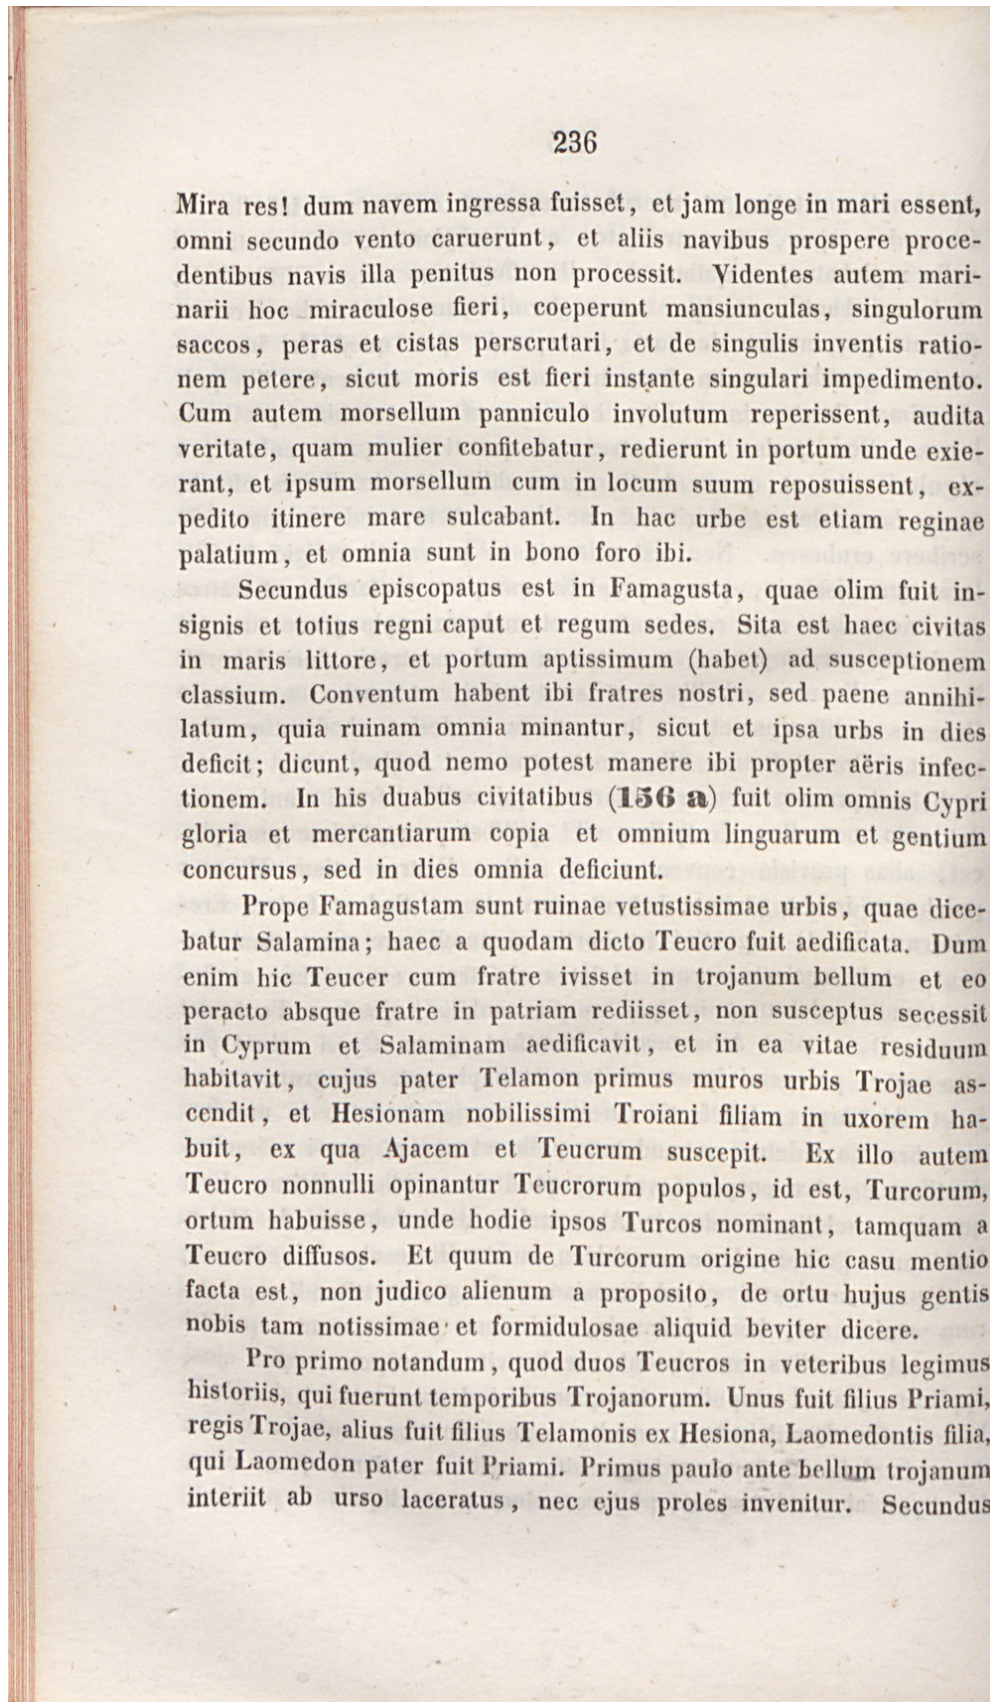 236
Mira res! dum navem ingressa fuisset, et jam longe in mari essent,
omni secundo vento caruerunt, et aliis navibus prospere proce-
dentibus navis illa penitus non processit. Videntes autem mari-
narii hoc miraculose fieri, coeperunt mansiunculas, singulorum
saccos, peras et cistas perscrutari, et de singulis inventis ratio-
nem petere, sicut moris est fieri instante singulari impedimento.
Cum autem morsellum panniculo involutum reperissent, audita
veritate, quam mulier confitebatur, redierunt in portum unde exie-
rant, et ipsum morsellum cum in locum suum reposuissent, ex-
pedito itinere mare sulcabant. In hac urbe est etiam reginae
palatium, et omnia sunt in bono foro ibi.
Secundus episcopatus est in Famagusta, quae olim fuit in-
signis et totius regni caput et regum sedes. Sita est haec civitas
in maris littore, et portum aptissimum (habet) ad susceptionem
classium. Conventum habent ibi fratres nostri, sed paene annihi-
latum, quia ruinam omnia minantur, sicut et ipsa urbs in dies
deficit; dicunt, quod nemo potest manere ibi propter aëris infec-
tionem. In his duabus civitatibus (156 a) fuit olim omnis Cypri
gloria et mercantiarum copia et omnium linguarum et gentium
concursus, sed in dies omnia deficiunt.
Prope Famagustam sunt ruinae vetustissimae urbis, quae dice-
batur Salamina; haec a quodam dicto Teucro fuit aedificata. Dum
enim hic Teucer cum fratre ivisset in trojanum bellum et eo
peracto absque fratre in patriam rediisset, non susceptus secessit
in Cyprum et Salaminam aedificavit, et in ea vitae residuum
habitavit, cujus pater Telamon primus muros urbis Trojae as-
cendit, et Hesionam nobilissimi Troiani filiam in uxorem ha-
buit, ex qua Ajacem et Teucrum suscepit. Ex illo autem
Teucro nonnulli opinantur Teucrorum populos, id est, Turcorum,
ortum habuisse, unde hodie ipsos Turcos nominant, tamquam a
Teucro diffusos. Et quum de Turcorum origine hic casu mentio
facta est, non judico alienum a proposito, de ortu hujus gentis
nobis tam notissimae et formidulosae aliquid beviter dicere.
Pro primo notandum, quod duos Teucros in veteribus legimus
historiis, qui fuerunt temporibus Trojanorum. Unus fuit filius Priami,
regis Trojae, alius fuit filius Telamonis ex Hesiona, Laomedontis filia,
qui Laomedon pater fuit Priami. Primus paulo ante bellum trojanum
interiit ab urso laceratus, nec ejus proles invenitur. Secundus